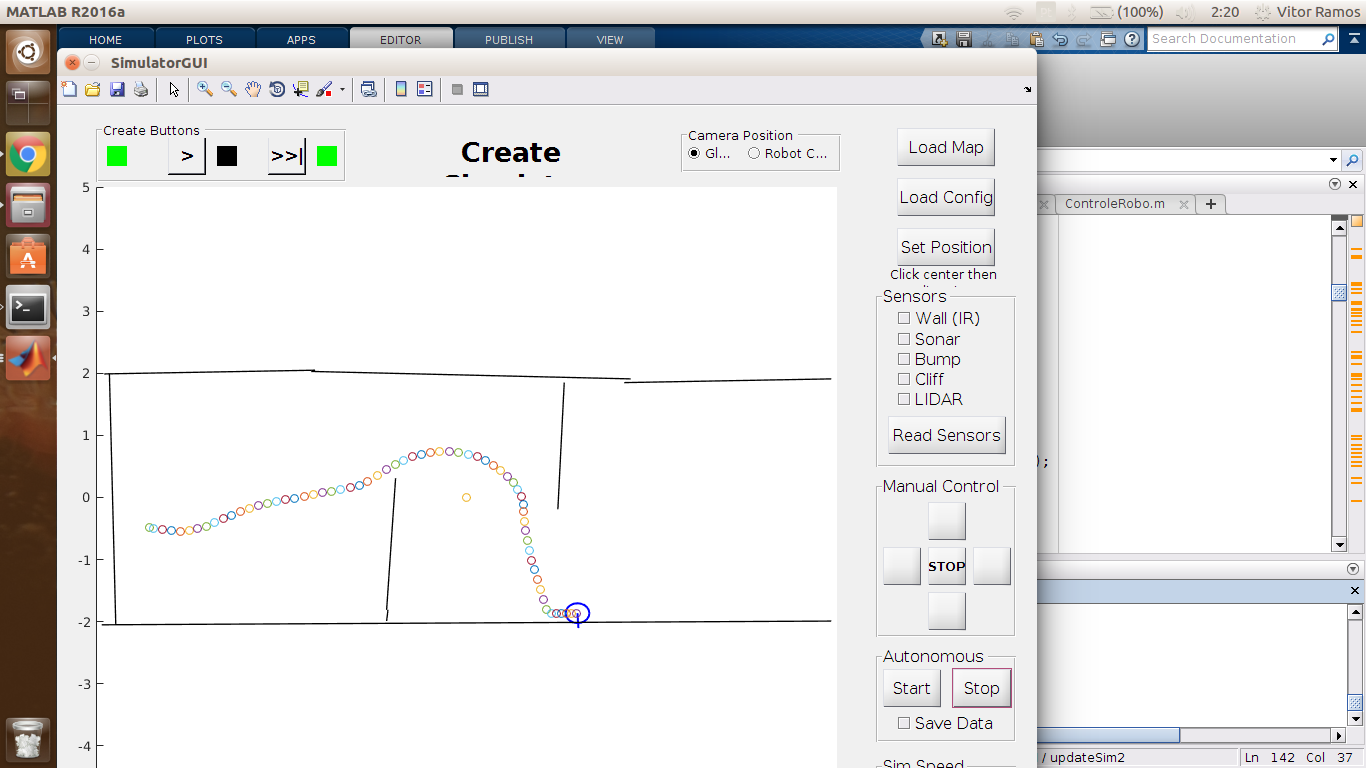 MATLAB R2016a
(100%)
2:20
Vitor Ramos
HOME
PLOTS
APPS
EDITOR
PUBLISH
VIEW
Search Documentation
SimulatorGUI
Create Buttons
>
>>|
Create
Camera Position
Gl...
Robot C...
Load Map
Load Config
Set Position
Click center then
ControleRobo.m
Sensors
Wall (IR)
Sonar
Bump
Cliff
LIDAR
Read Sensors
);
Manual Control
STOP
Autonomous
Start
Stop
Save Data
Sim Speed
5
4
3
2
1
0
-1
-2
-3
-4
/ updateSim2
Ln 142 Col 37